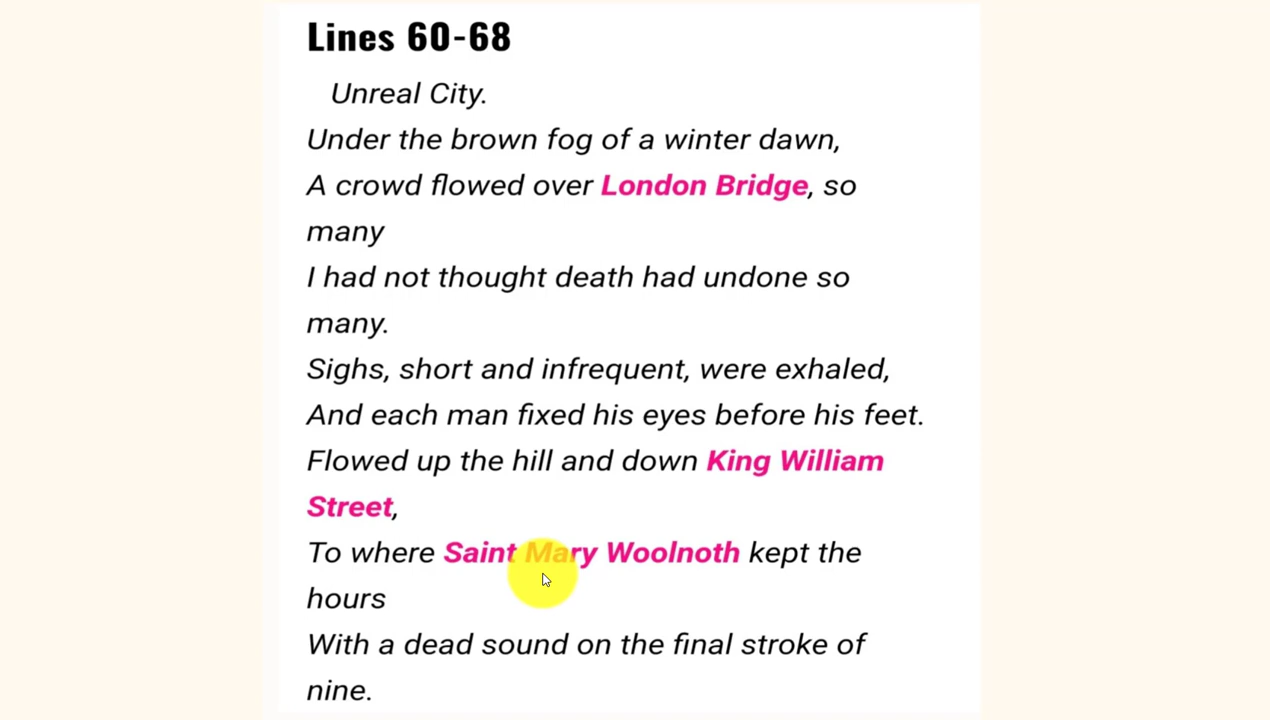 Lines 60-68
Unreal City.
Under the brown fog of a winter dawn,
A crowd flowed over London Bridge, so
many
I had not thought death had undone so
many.
Sighs, short and infrequent, were exhaled,
And each man fixed his eyes before his feet.
Flowed up the hill and down King William
Street,
To where Saint Mary Woolnoth kept the
hours
With a dead sound on the final stroke of
nine.